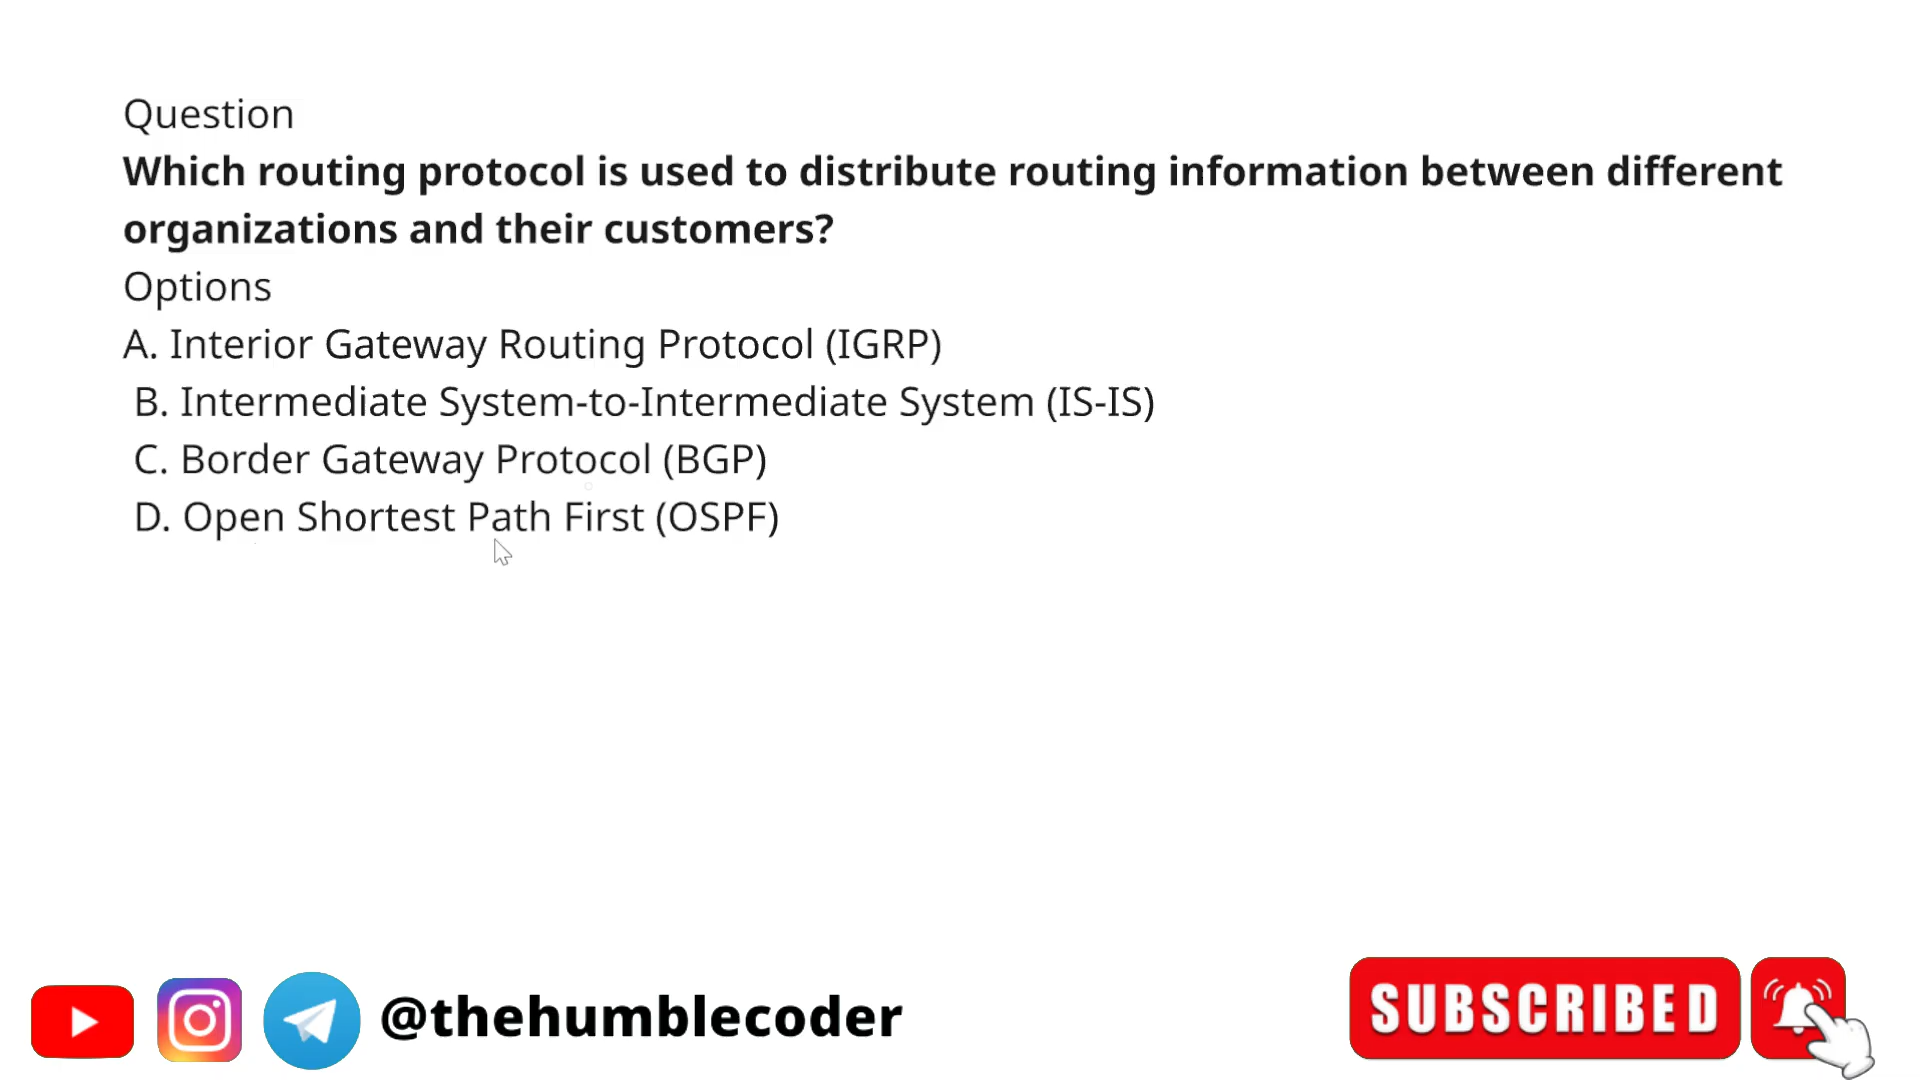 Question
Which routing protocol is used to distribute routing information between different
organizations and their customers?
Options
A. Interior Gateway Routing Protocol (IGRP)
B. Intermediate System-to-Intermediate System (IS-IS)
C. Border Gateway Protocol (BGP)
D. Open Shortest Path First (OSPF)
@thehumblecoder
SUBSCRIBED